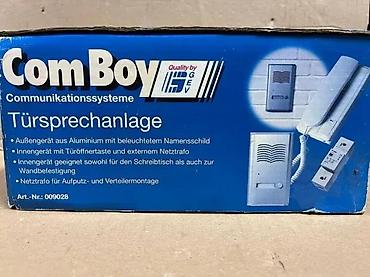 Com Boy
Quality by
GEV
Communikationssysteme
Türsprechanlage
• Außengerät aus Aluminium mit beleuchtetem Namensschild
• Innengerät mit Türöffnertaste und externem Netztrafo
• Innengerät geeignet sowohl für den Schreibtisch als auch zur
Wandbefestigung
• Netztrafo für Aufputz- und Verteilermontage
Art.-Nr.: 009028